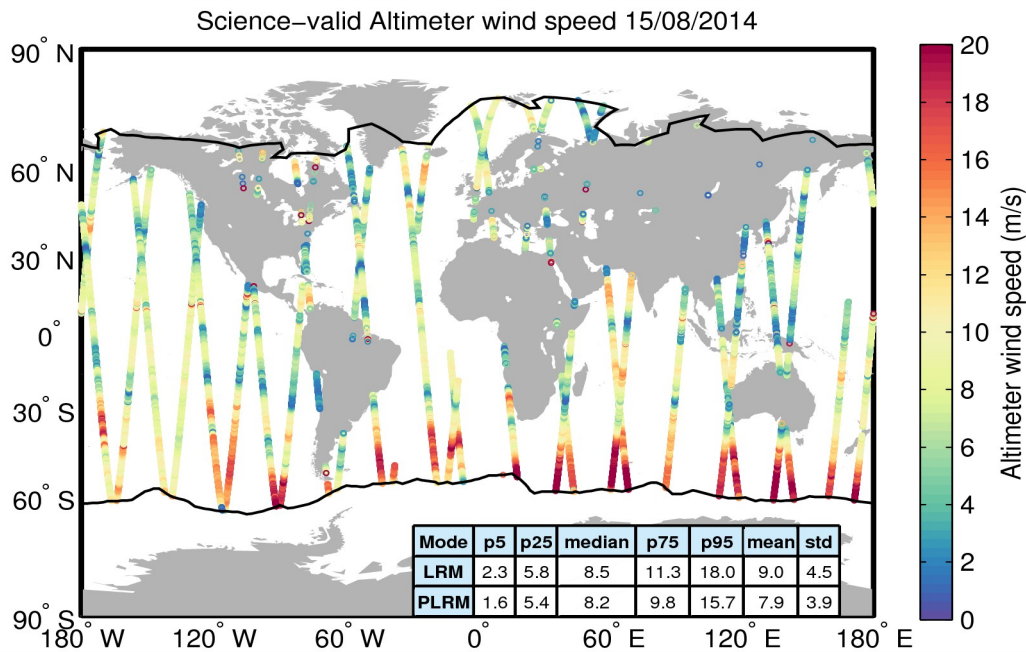 Science−valid Altimeter wind speed 15/08/2014
90° N
60° N
30° N
0°
30° S
60° S
90° S
180° W
120° W
60° W
0°
60° E
120° E
180° E
Mode p5 p25 median p75 p95 mean std
LRM 2.3 5.8 8.5 11.3 18.0 9.0 4.5
PLRM 1.6 5.4 8.2 9.8 15.7 7.9 3.9
20
18
16
14
12
10
8
6
4
2
0
Altimeter wind speed (m/s)